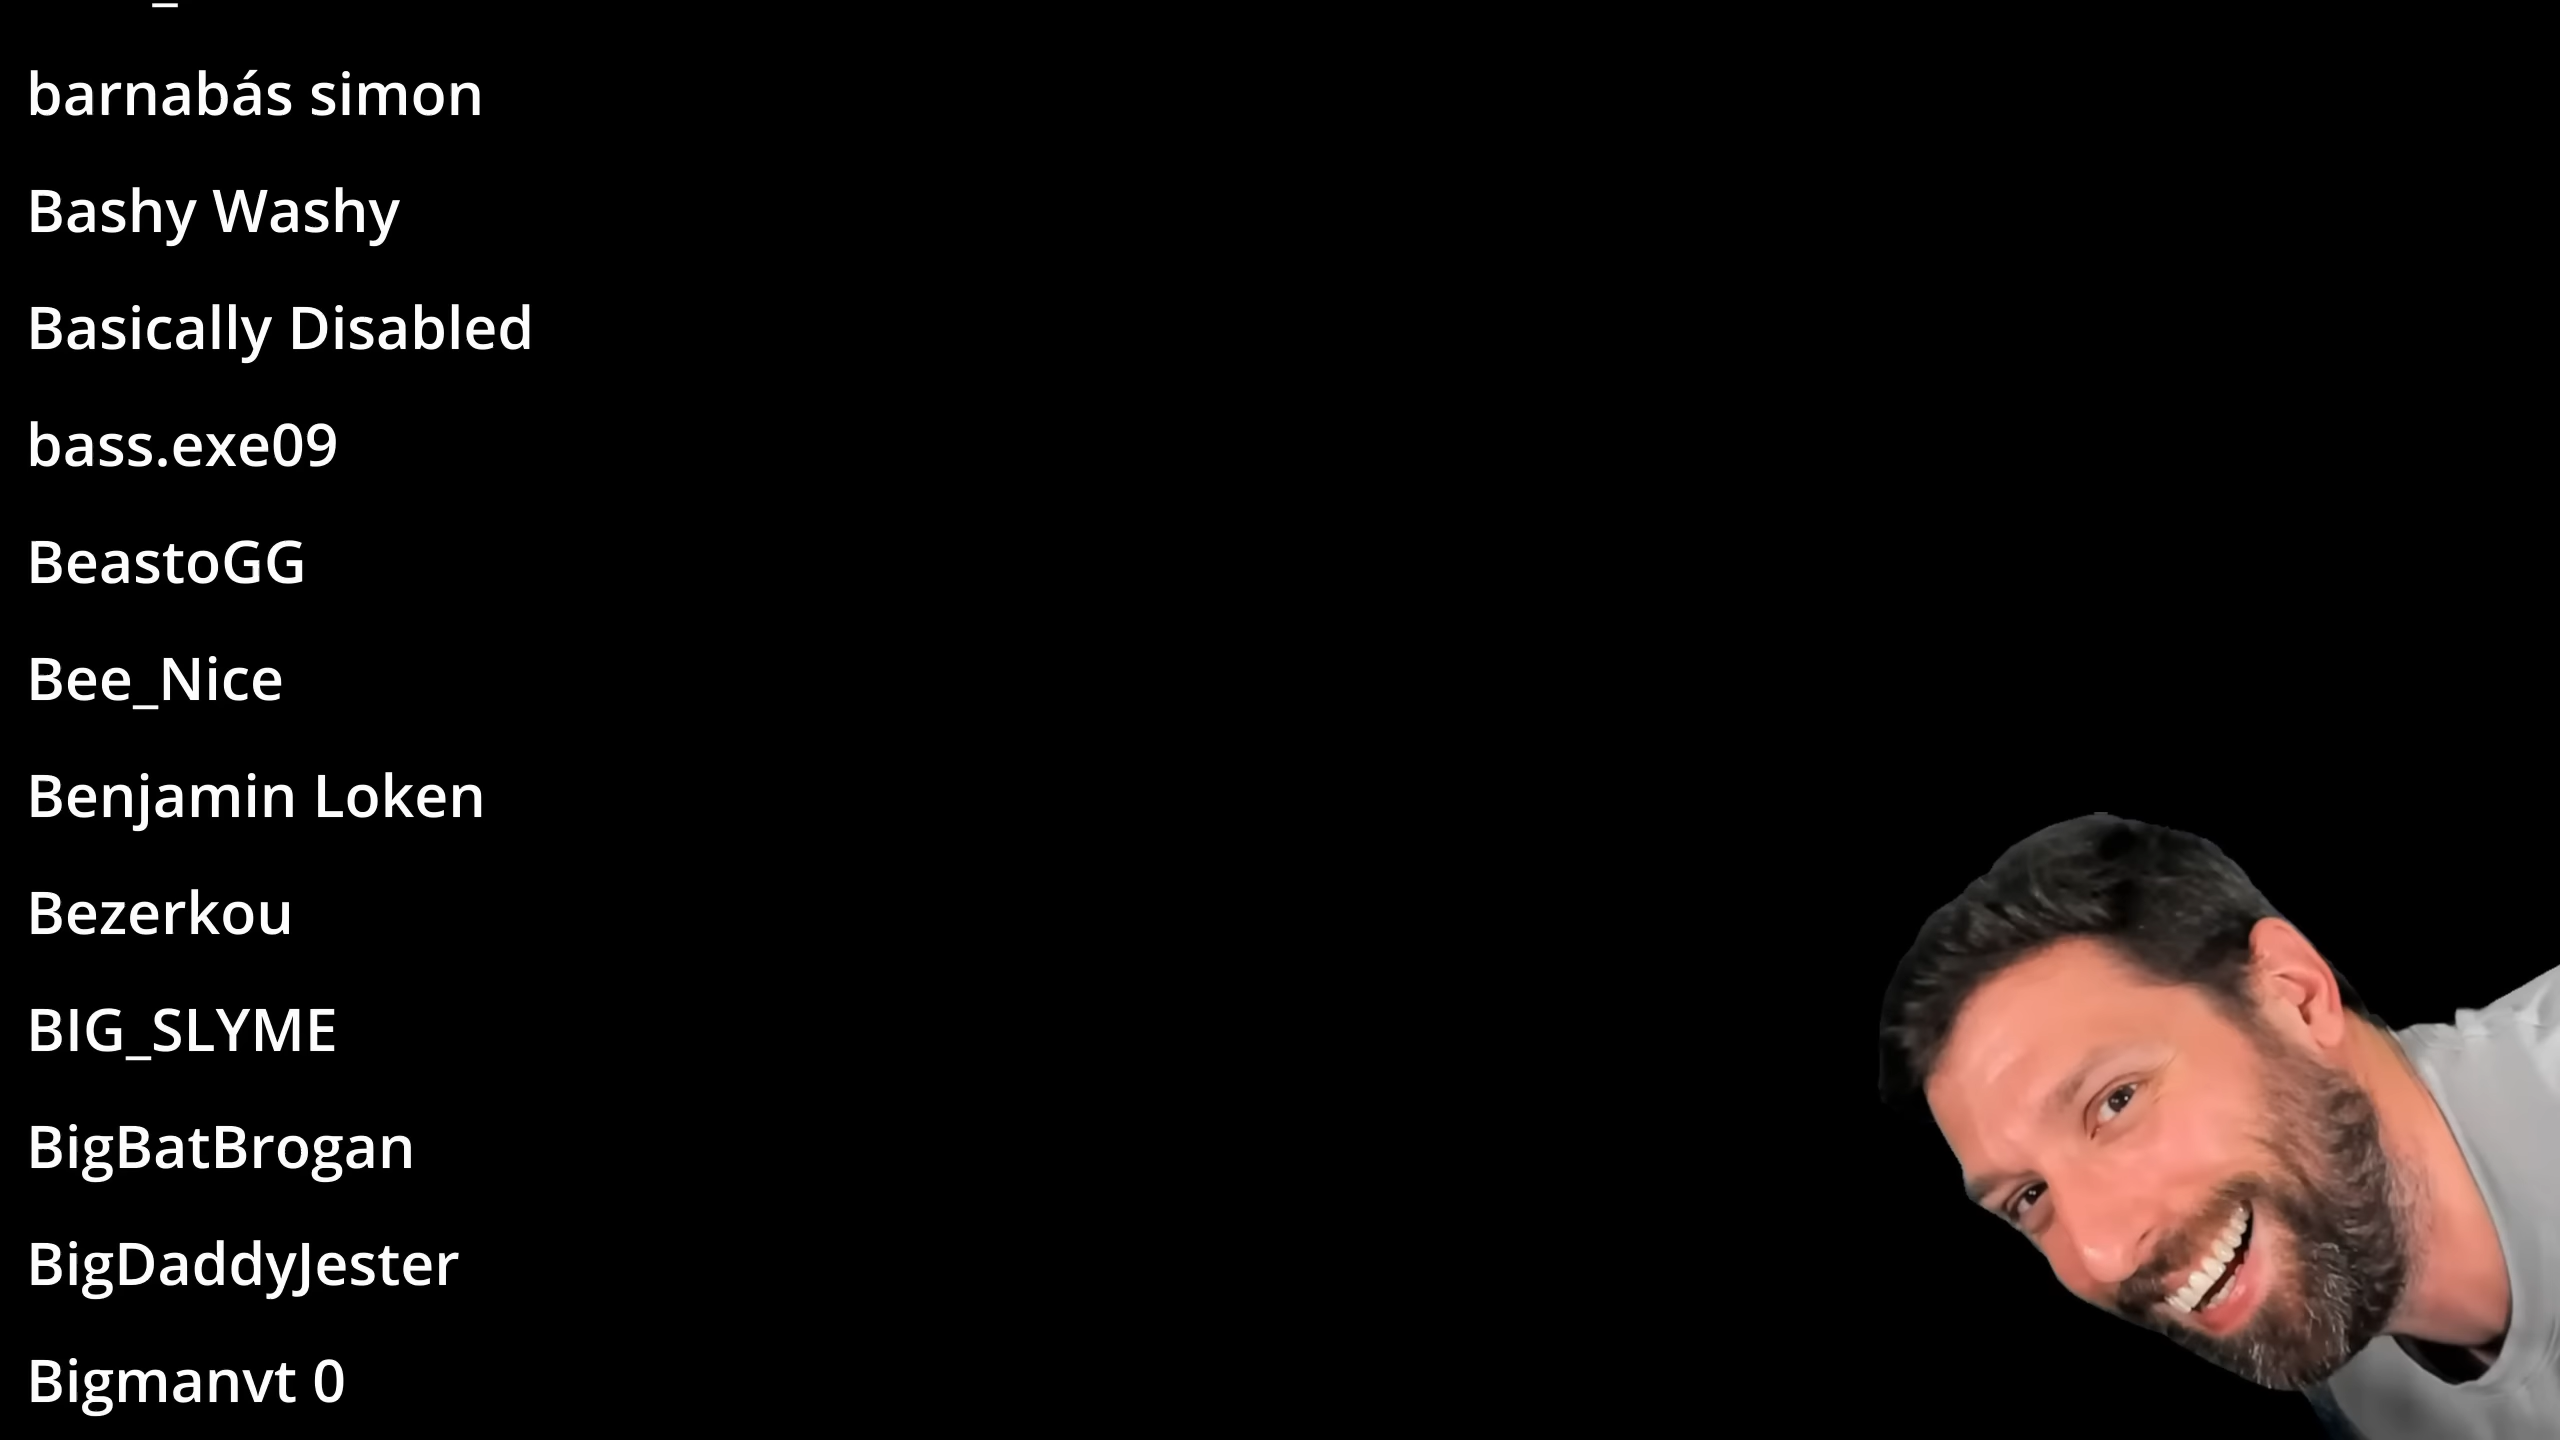 barnabás simon
Bashy Washy
Basically Disabled
bass.exe09
BeastoGG
Bee_Nice
Benjamin Loken
Bezerkou
BIG_SLYME
BigBatBrogan
BigDaddyJester
Bigmanvt 0